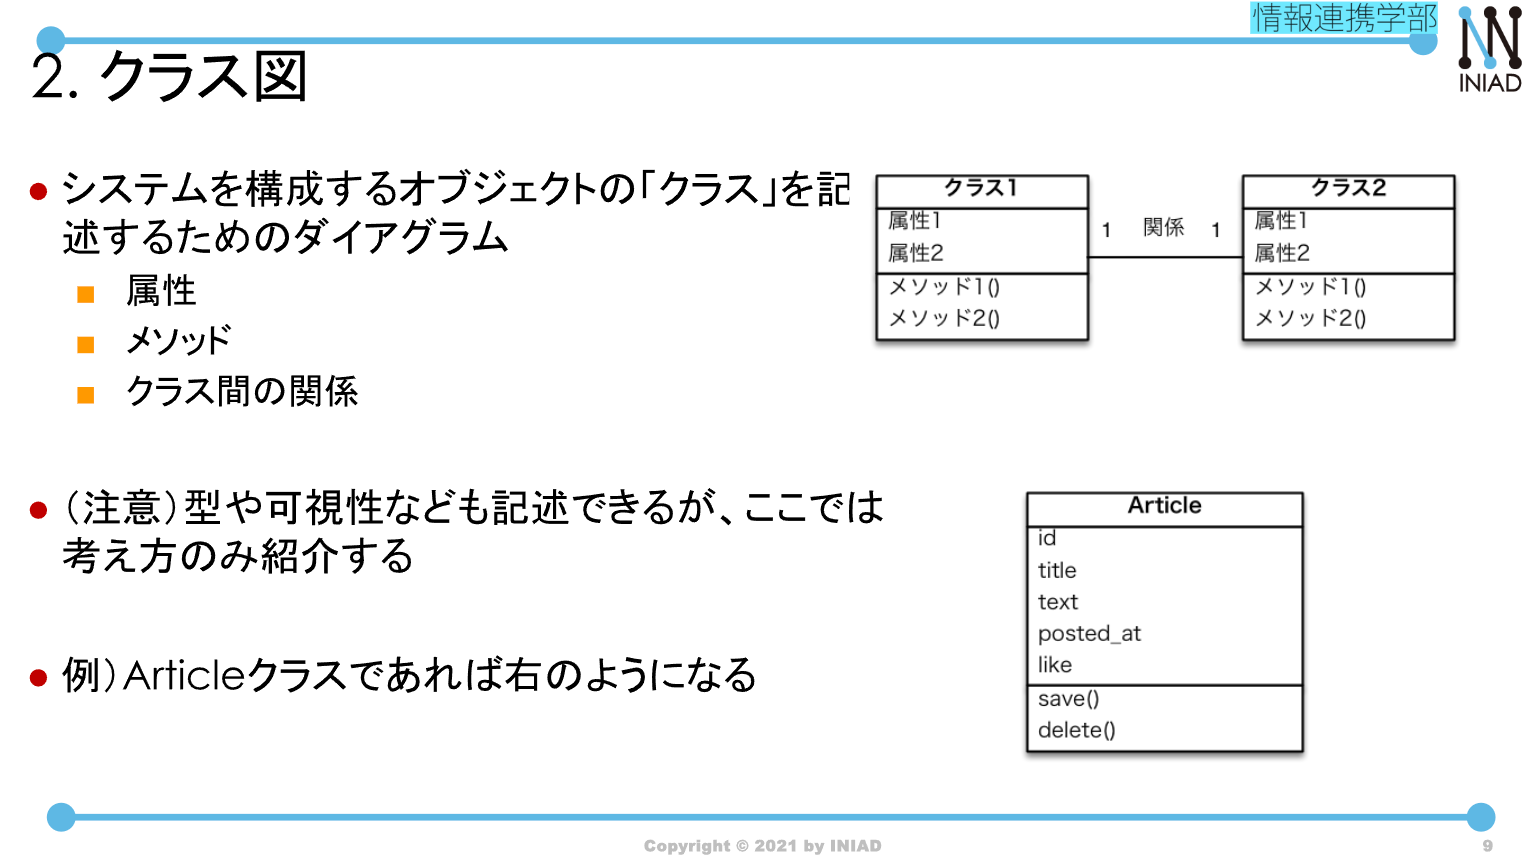 情報連携学部
INIAD
2. クラス図
システムを構成するオブジェクトの「クラス」を記
述するためのダイアグラム
属性
メソッド
クラス間の関係
（注意）型や可視性なども記述できるが、ここでは
考え方のみ紹介する
例）Articleクラスであれば右のようになる
クラス1
属性1
属性2
メソッド1()
メソッド2()
1 関係 1
クラス2
属性1
属性2
メソッド1()
メソッド2()
Article
id
title
text
posted_at
like
save()
delete()
Copyright © 2021 by INIAD
9